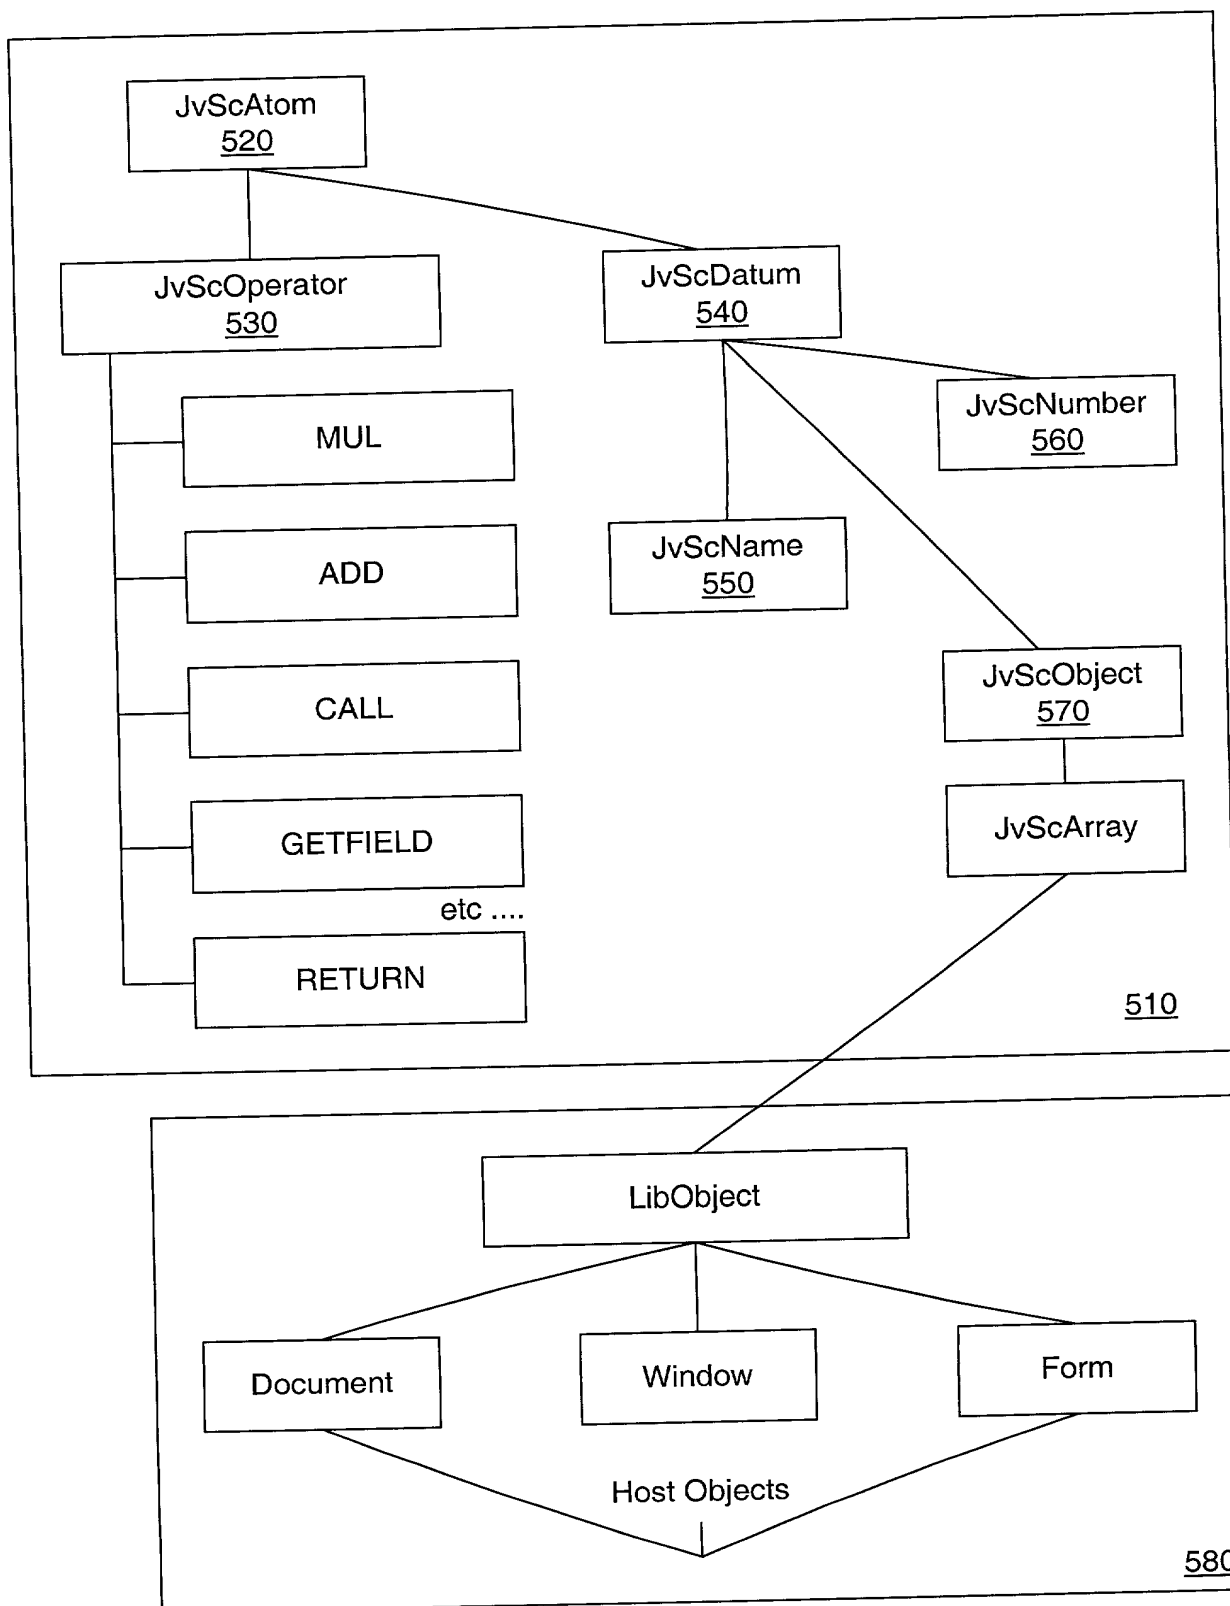 JvScAtom
520
JvScOperator
530
JvScDatum
540
JvScNumber
560
MUL
JvScName
550
ADD
JvScObject
570
CALL
JvScArray
GETFIELD
etc ....
RETURN
510
LibObject
Document
Window
Form
Host Objects
580